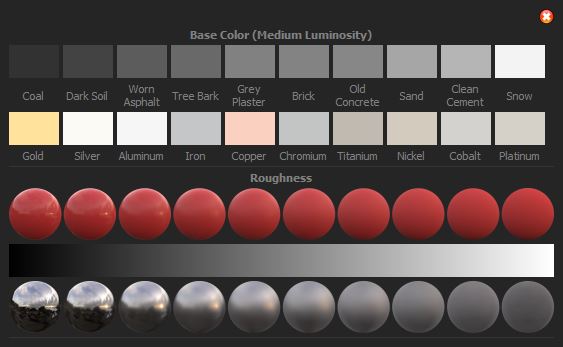 Base Color (Medium Luminosity)
Coal Dark Soil Worn Asphalt Tree Bark Grey Plaster Brick Old Concrete Sand Clean Cement Snow
Gold Silver Aluminum Iron Copper Chromium Titanium Nickel Cobalt Platinum
Roughness